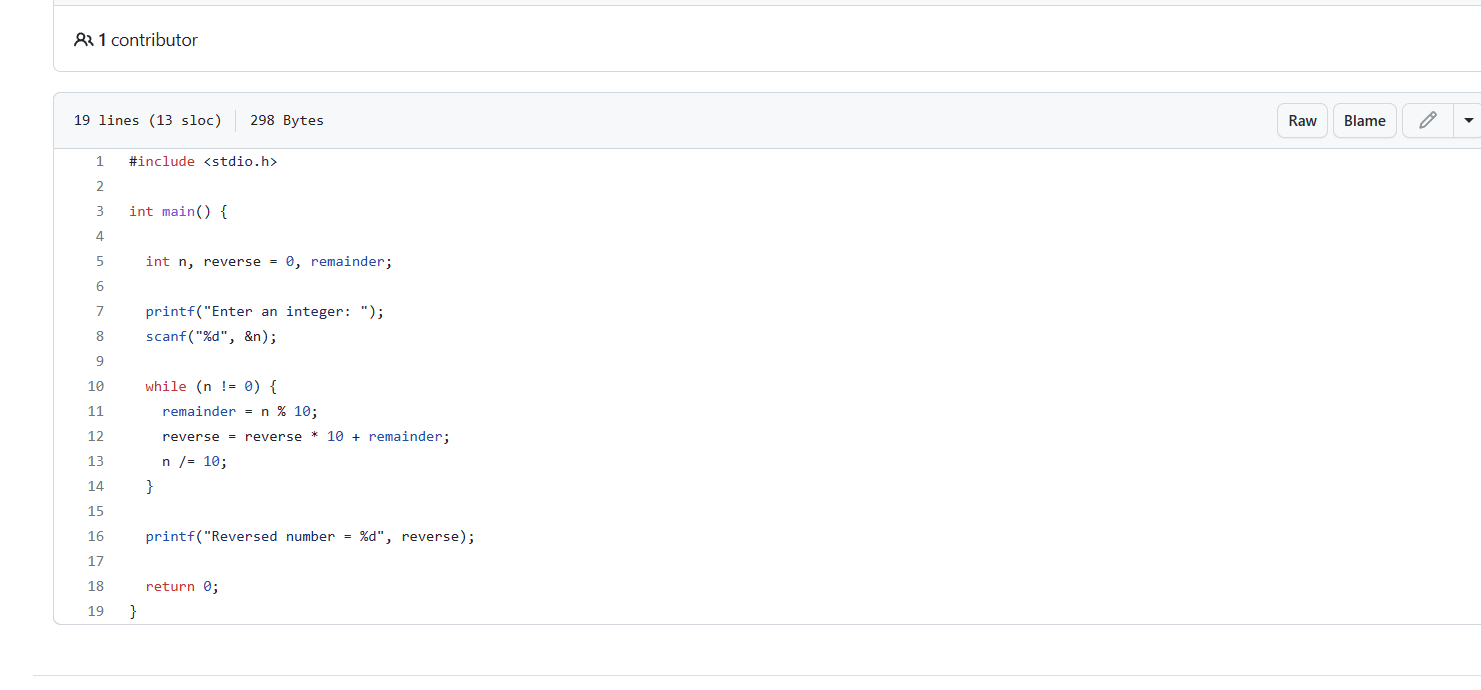 1 contributor
19 lines (13 sloc) 298 Bytes Raw Blame
1 #include <stdio.h>
2
3 int main() {
4
5   int n, reverse = 0, remainder;
6
7   printf("Enter an integer: ");
8   scanf("%d", &n);
9
10   while (n != 0) {
11     remainder = n % 10;
12     reverse = reverse * 10 + remainder;
13     n /= 10;
14   }
15
16   printf("Reversed number = %d", reverse);
17
18   return 0;
19 }